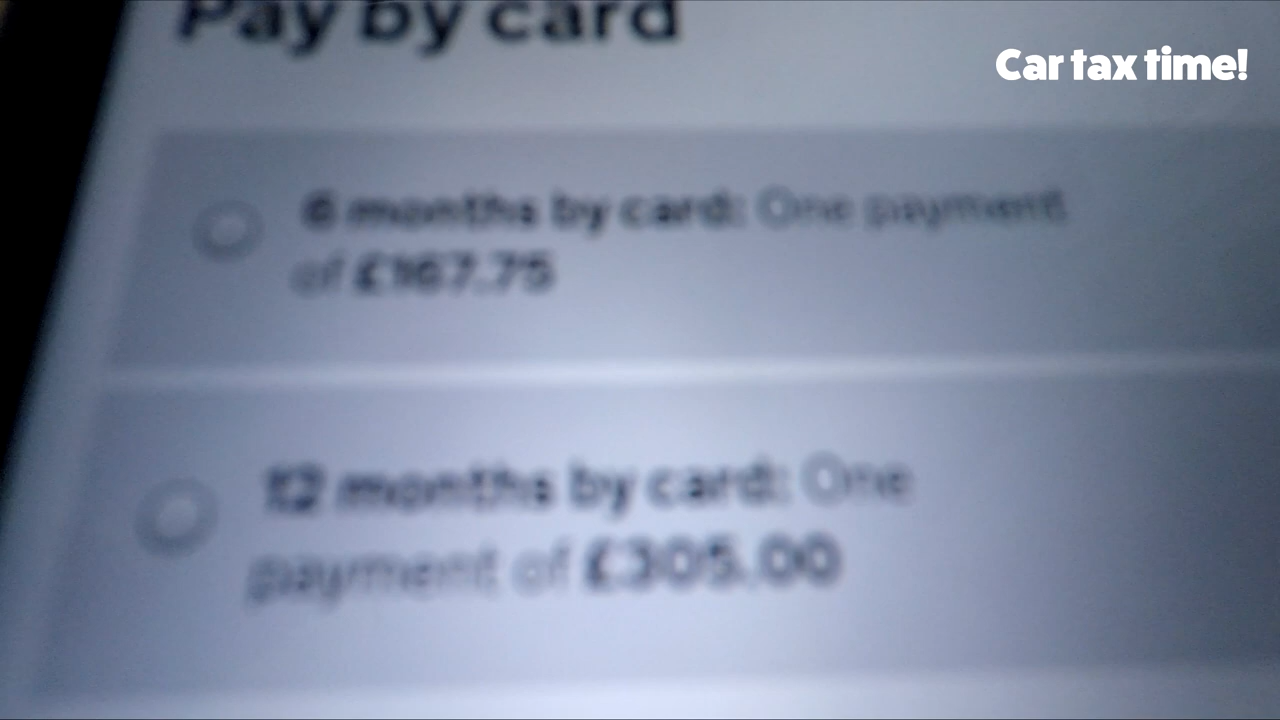 Pay by card
Car tax time!
6 months by card: One payment
of £167.75
12 months by card: One
payment of £305.00